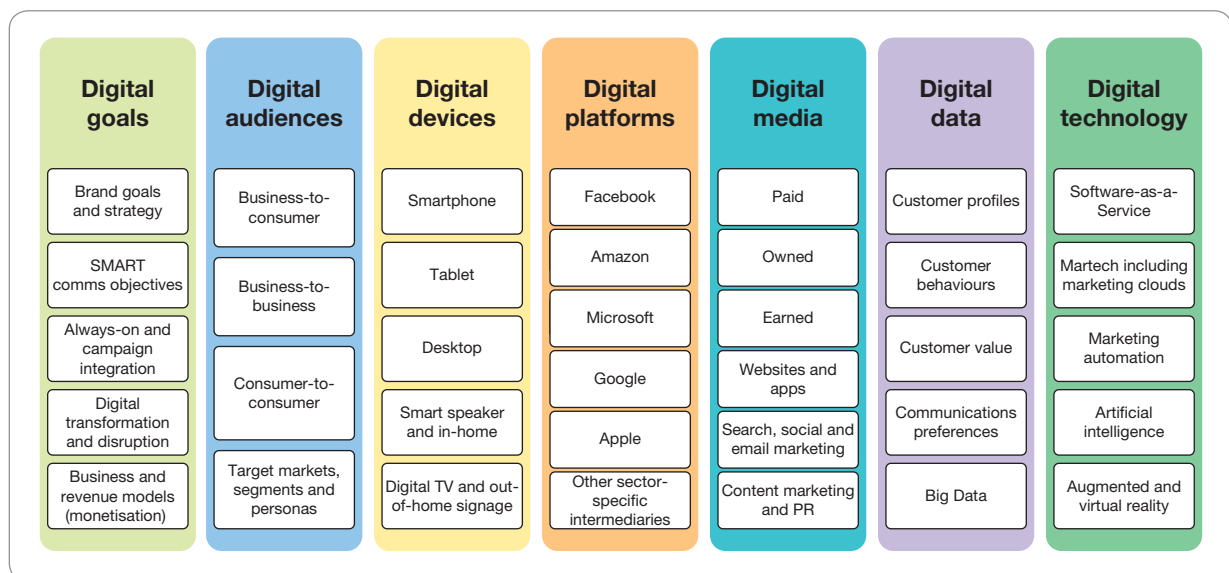 Digital
goals
Brand goals
and strategy
SMART
comms objectives
Always-on and
campaign
integration
Digital
transformation
and disruption
Business and
revenue models
(monetisation)
Digital
audiences
Business-to-
consumer
Business-to-
business
Consumer-to-
consumer
Target markets,
segments and
personas
Digital
devices
Smartphone
Tablet
Desktop
Smart speaker
and in-home
Digital TV and out-
of-home signage
Digital
platforms
Facebook
Amazon
Microsoft
Google
Apple
Other sector-
specific
intermediaries
Digital
media
Paid
Owned
Earned
Websites and
apps
Search, social and
email marketing
Content marketing
and PR
Digital
data
Customer profiles
Customer
behaviours
Customer value
Communications
preferences
Big Data
Digital
technology
Software-as-a-
Service
Martech including
marketing clouds
Marketing
automation
Artificial
intelligence
Augmented and
virtual reality